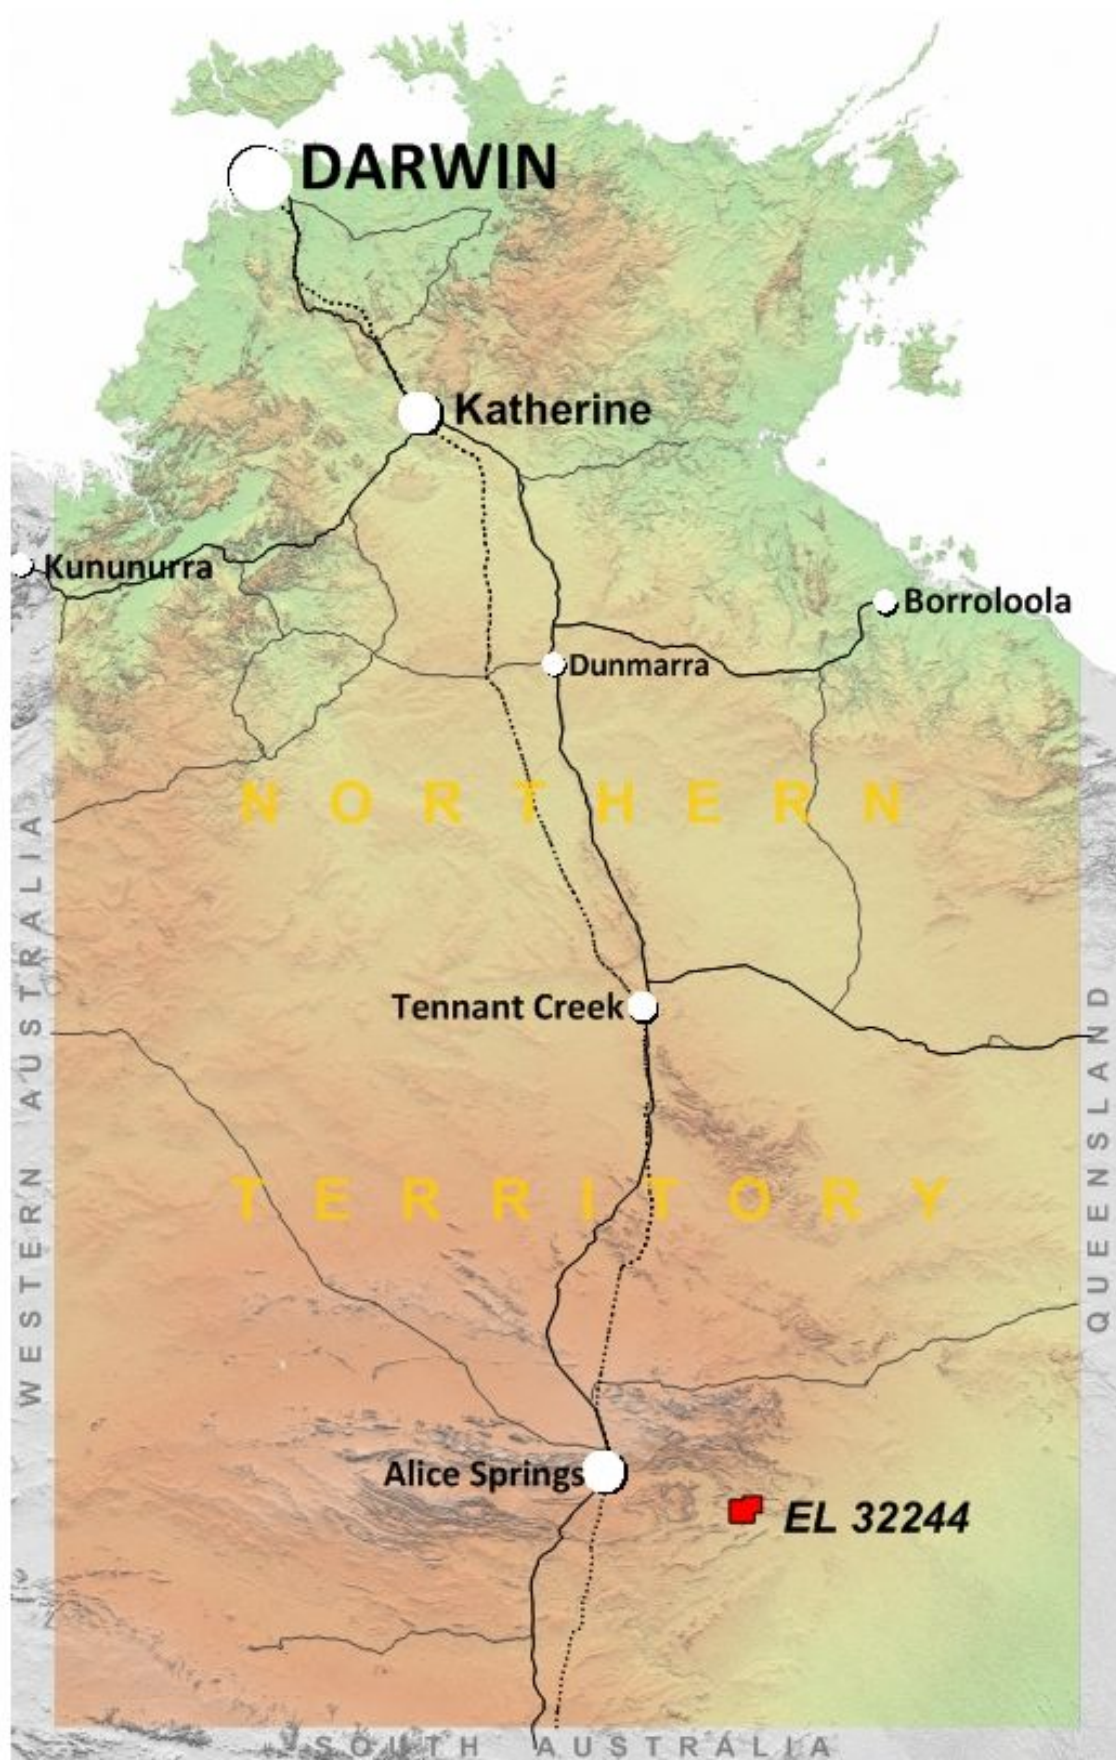 DARWIN
Katherine
Kununurra
Borroloola
Dunmarra
NORTHERN
WESTERN AUSTRALIA
Tennant Creek
QUEENSLAND
TERRITORY
Alice Springs
EL 32244
SOUTH AUSTRALIA